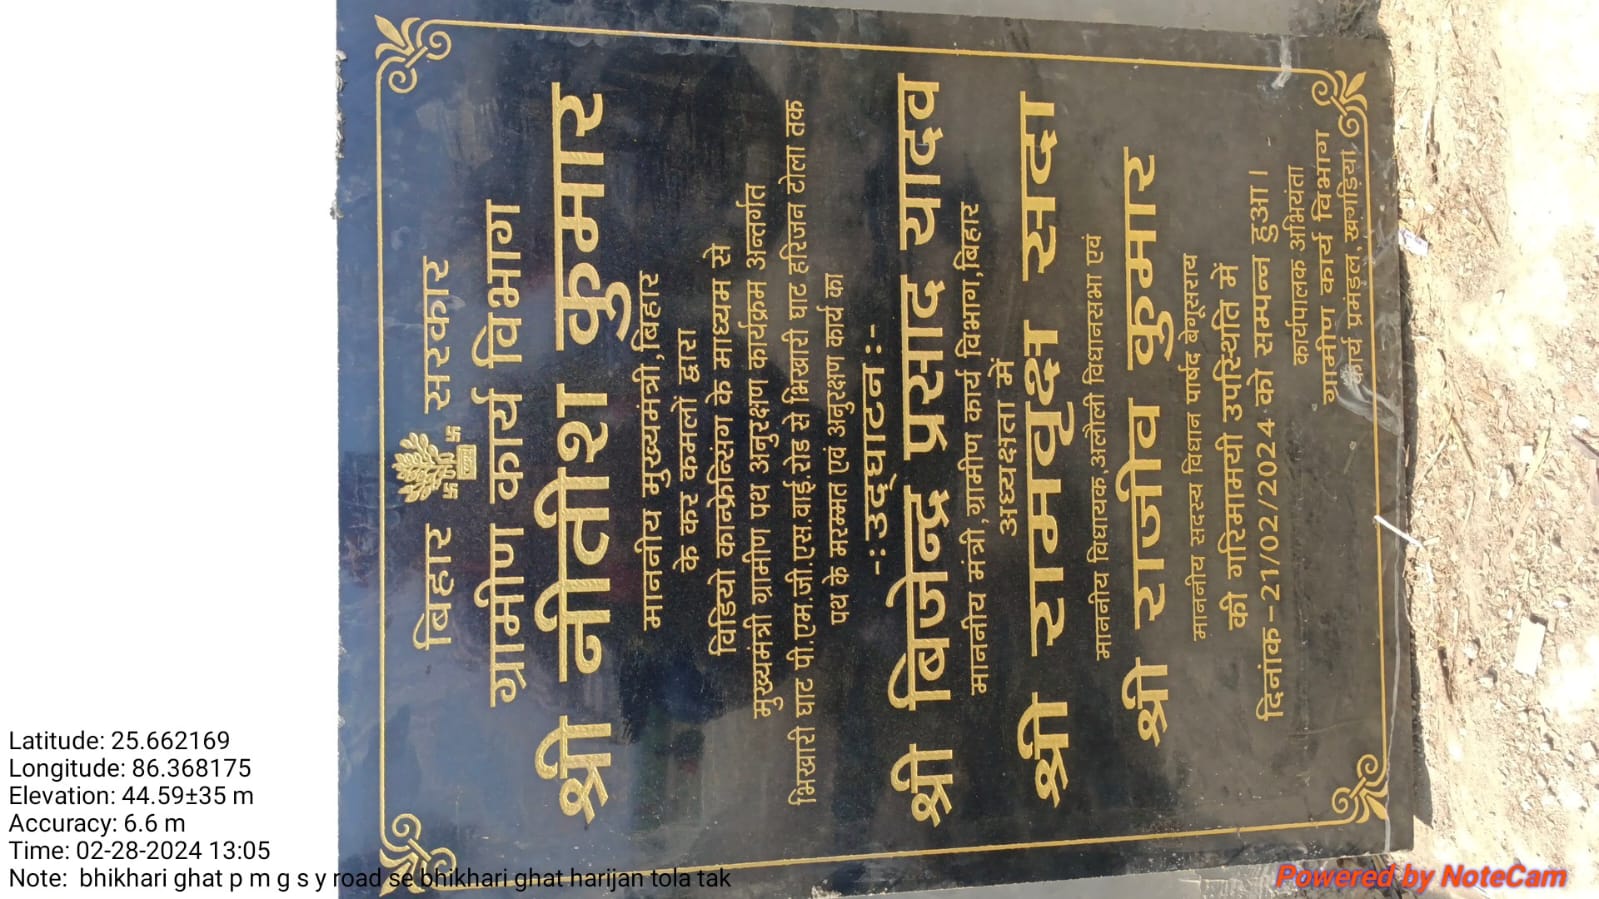 बिहार सरकार
ग्रामीण कार्य विभाग
श्री नीतीश कुमार
माननीय मुख्यमंत्री,बिहार
के कर कमलों द्वारा
विडियो कान्फ्रेन्सिंग के माध्यम से
मुख्यमंत्री ग्रामीण पथ अनुरक्षण कार्यक्रम अन्तर्गत
भिखारी घाट पी.एम.जी.एस.वाई.रोड से भिखारी घाट हरिजन टोला तक
पथ के मरम्मत एवं अनुरक्षण कार्य का
-:उद्घाटन:-
श्री बिजेन्द्र प्रसाद यादव
माननीय मंत्री,ग्रामीण कार्य विभाग,बिहार
अध्यक्षता में
श्री रामवृक्ष सदा
माननीय विधायक,अलौली विधानसभा एवं
श्री राजीव कुमार
माननीय सदस्य विधान पार्षद बेगूसराय
की गरिमामयी उपस्थिति में
दिनांक-21/02/2024 को सम्पन्न हुआ।
कार्यपालक अभियंता
ग्रामीण कार्य विभाग
कार्य प्रमंडल, खगड़िया
Latitude: 25.662169
Longitude: 86.368175
Elevation: 44.59±35 m
Accuracy: 6.6 m
Time: 02-28-2024 13:05
Note: bhikhari ghat p m g s y road se bhikhari ghat harijan tola tak
Powered by NoteCam